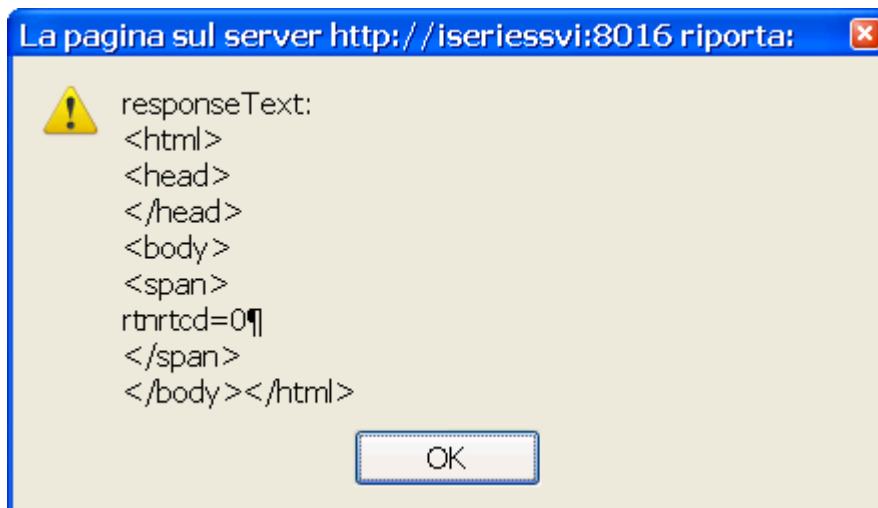 La pagina sul server http://iseriessvi:8016 riporta:
responseText:
<html>
<head>
</head>
<body>
<span>
rtnrtcd=0¶
</span>
</body></html>
OK